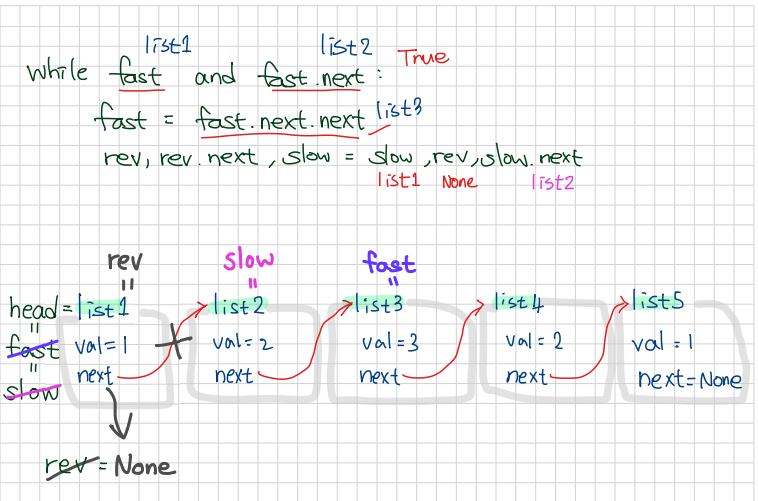 list1 list2 True
while fast and fast.next:
fast = fast.next.next list3
rev, rev.next, slow = slow, rev, slow.next
list1 None list2
rev slow fast
= = =
head = list1 list2 list3 list4 list5
=
fast val=1 val=2 val=3 val=2 val=1
=
slow next next next next next=None
rev = None